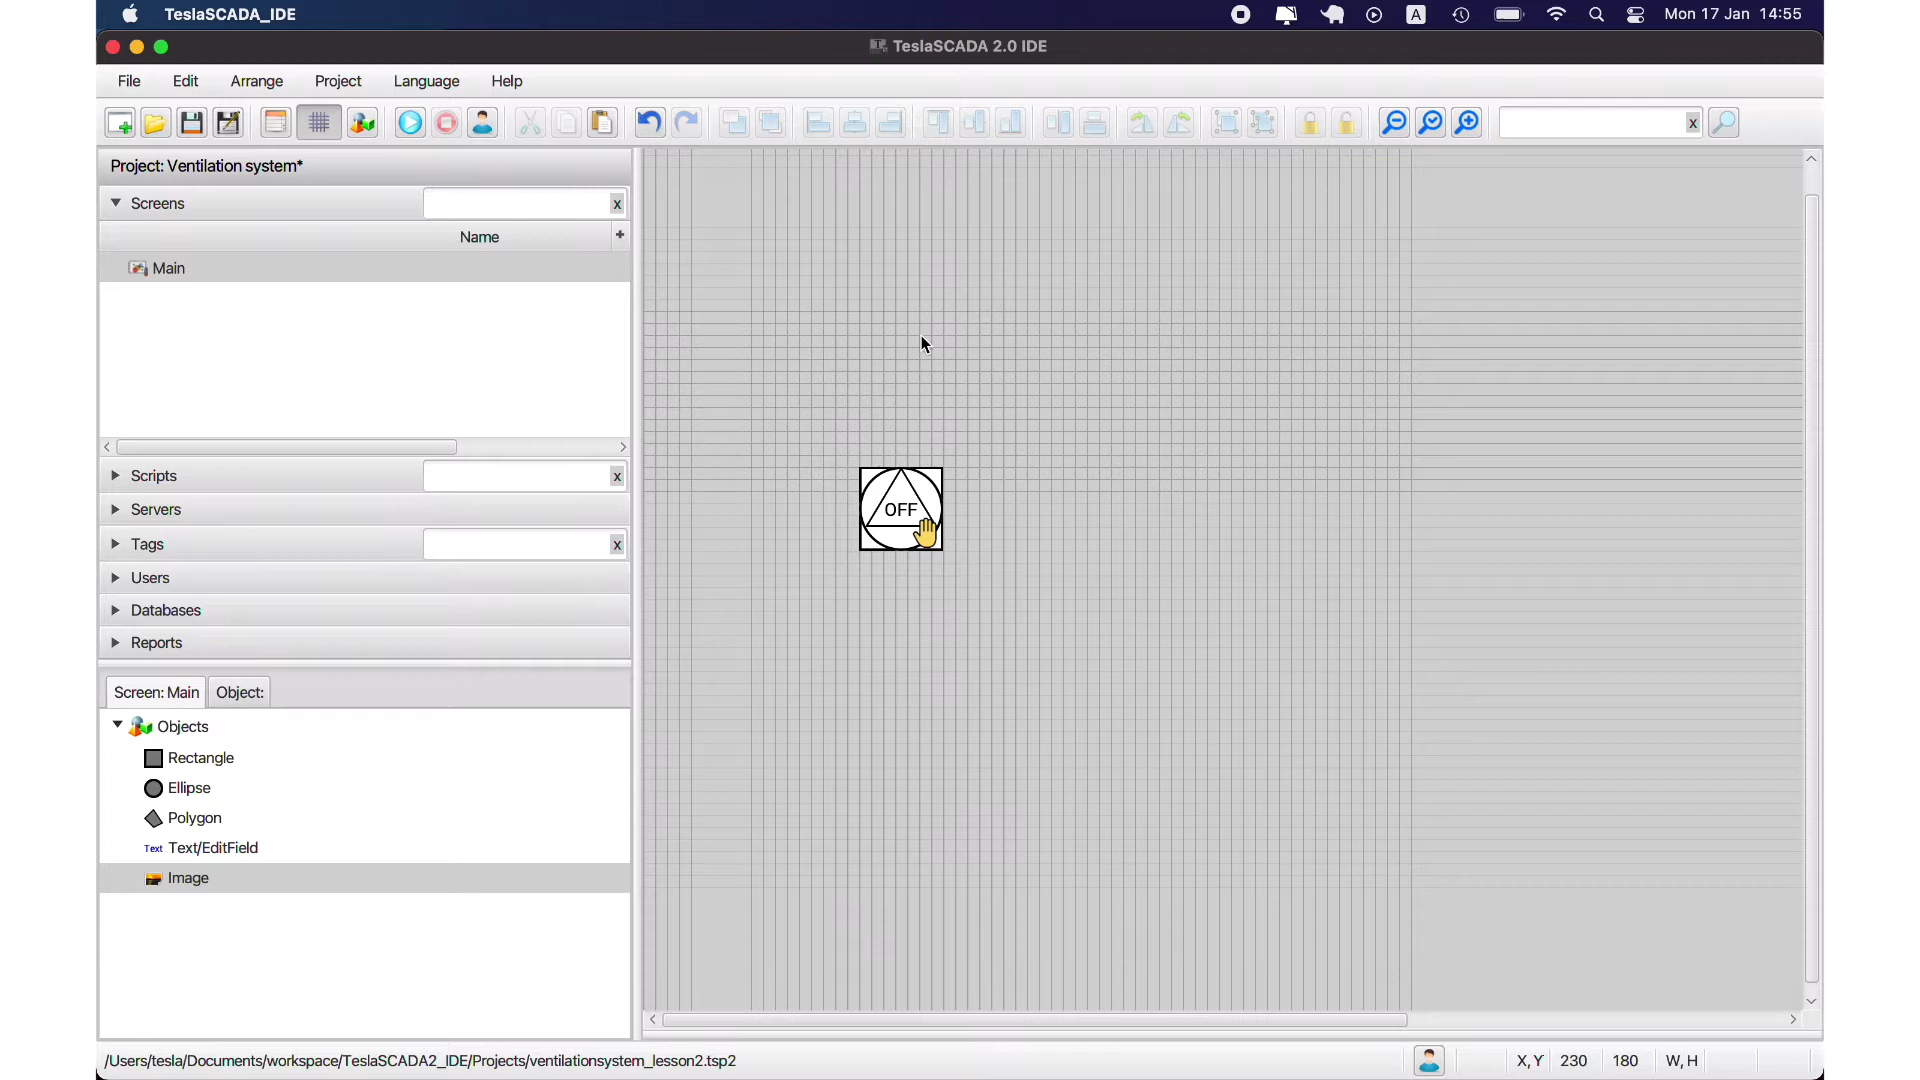 TeslaSCADA_IDE
A
Mon 17 Jan 14:55
TeslaSCADA 2.0 IDE
File Edit Arrange Project Language Help
x
Project: Ventilation system*
Screens x
Name +
Main
Scripts x
Servers
Tags x
Users
Databases
Reports
Screen: Main Object:
Objects
Rectangle
Ellipse
Polygon
Text Text/EditField
Image
OFF
/Users/tesla/Documents/workspace/TeslaSCADA2_IDE/Projects/ventilationsystem_lesson2.tsp2
X,Y 230 180 W,H